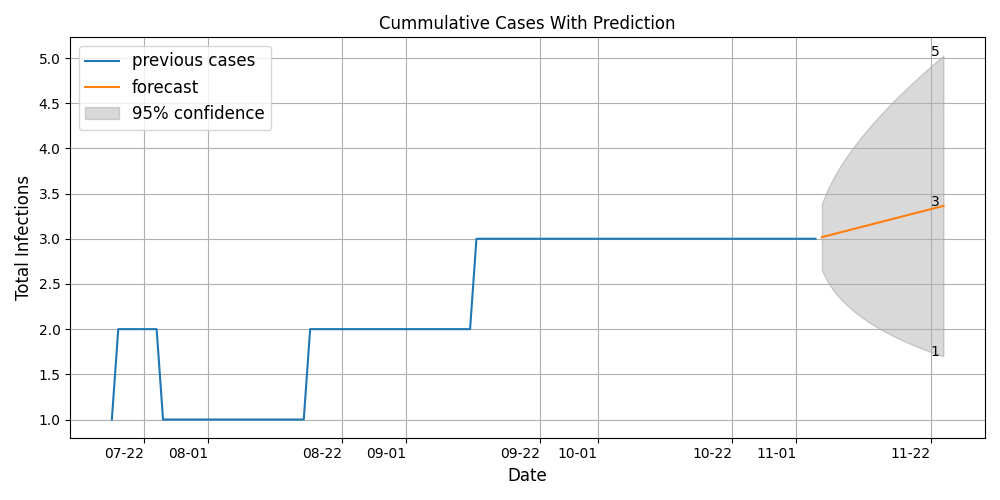 Cummulative Cases With Prediction
previous cases
forecast
95% confidence
Total Infections
5.0
4.5
4.0
3.5
3.0
2.5
2.0
1.5
1.0
5
3
1
07-22 08-01 08-22 09-01 09-22 10-01 10-22 11-01 11-22
Date